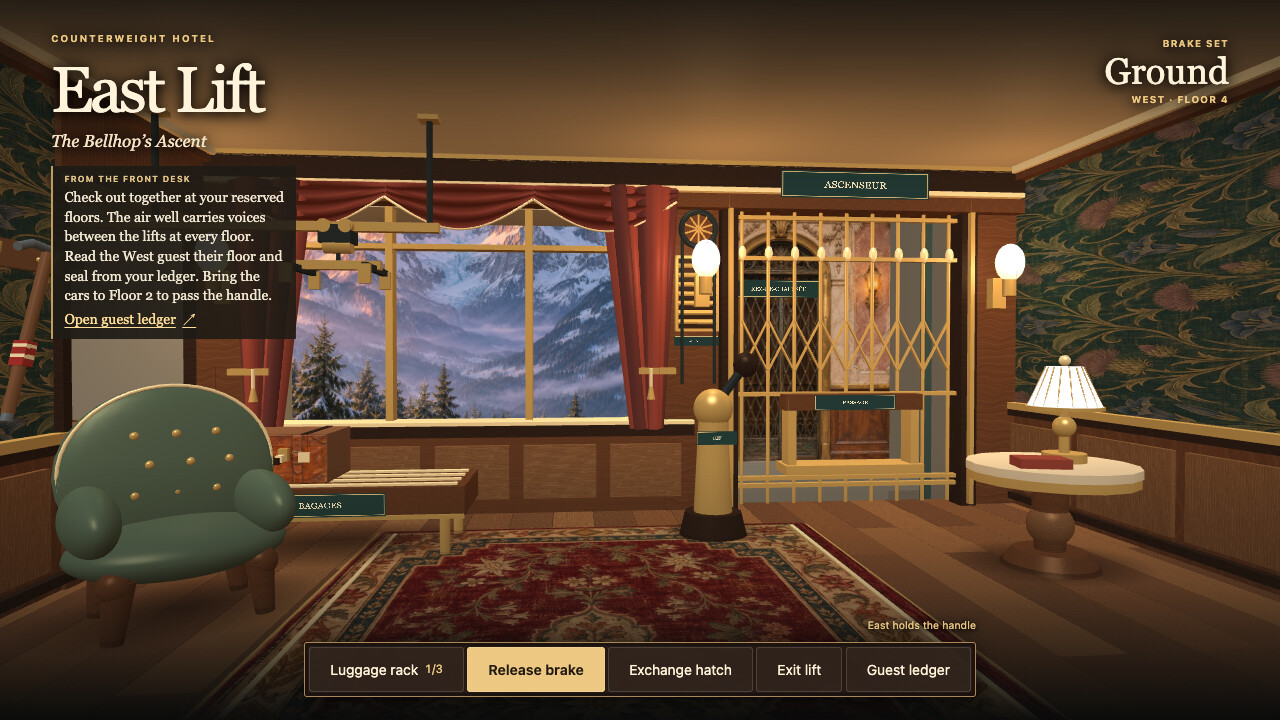 COUNTERWEIGHT HOTEL
East Lift
The Bellhop's Ascent
FROM THE FRONT DESK
Check out together at your reserved
floors. The air well carries voices
between the lifts at every floor.
Read the West guest their floor and
seal from your ledger. Bring the
cars to Floor 2 to pass the handle.
Open guest ledger ↗
BRAKE SET
Ground
WEST · FLOOR 4
ASCENSEUR
REZ-DE-CHAUSSÉE
PASSAGE
BAGAGES
East holds the handle
Luggage rack 1/3
Release brake
Exchange hatch
Exit lift
Guest ledger